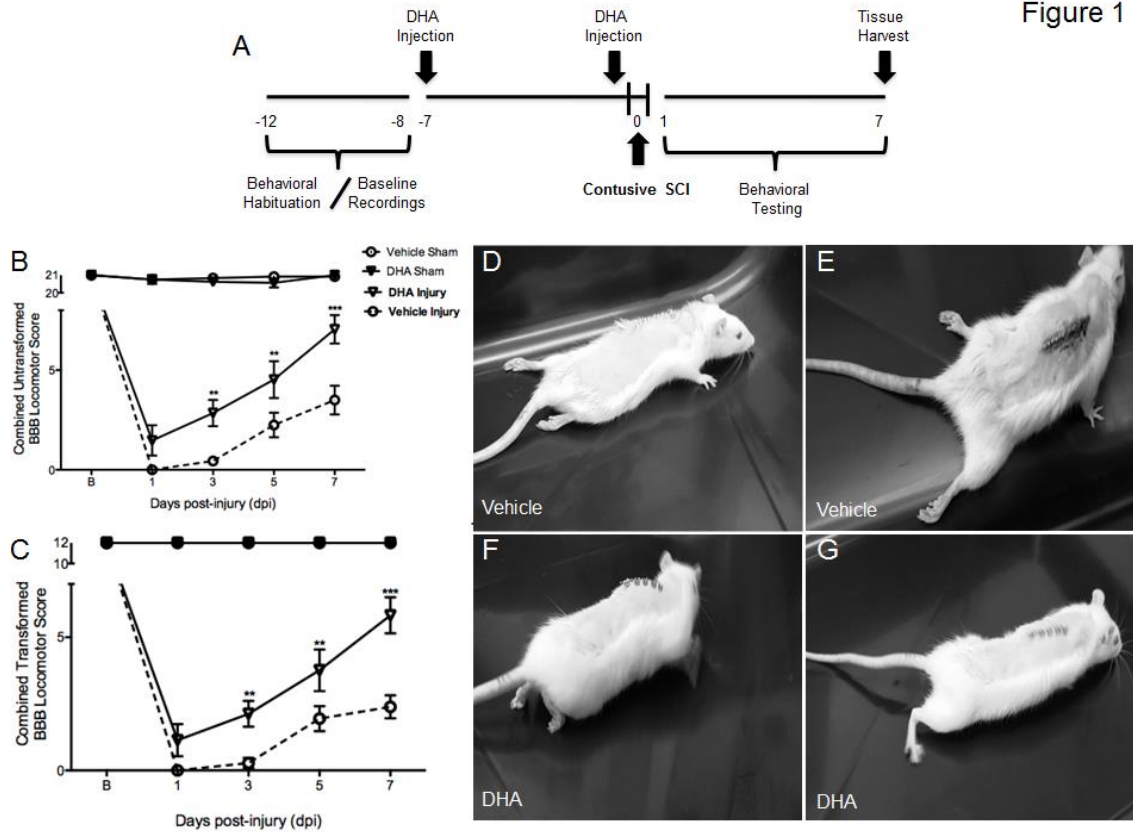 Figure 1
A
DHA
Injection
DHA
Injection
Tissue
Harvest
-12
-8
-7
0
1
7
Behavioral
Habituation
Baseline
Recordings
Contusive SCI
Behavioral
Testing
B
Combined Untransformed
BBB Locomotor Score
21
20
5
0
Vehicle Sham
DHA Sham
DHA Injury
Vehicle Injury
**
**
***
B
1
3
5
7
Days post-injury (dpi)
C
Combined Transformed
BBB Locomotor Score
12
10
5
0
**
**
***
B
1
3
5
7
Days post-injury (dpi)
D
Vehicle
E
Vehicle
F
DHA
G
DHA